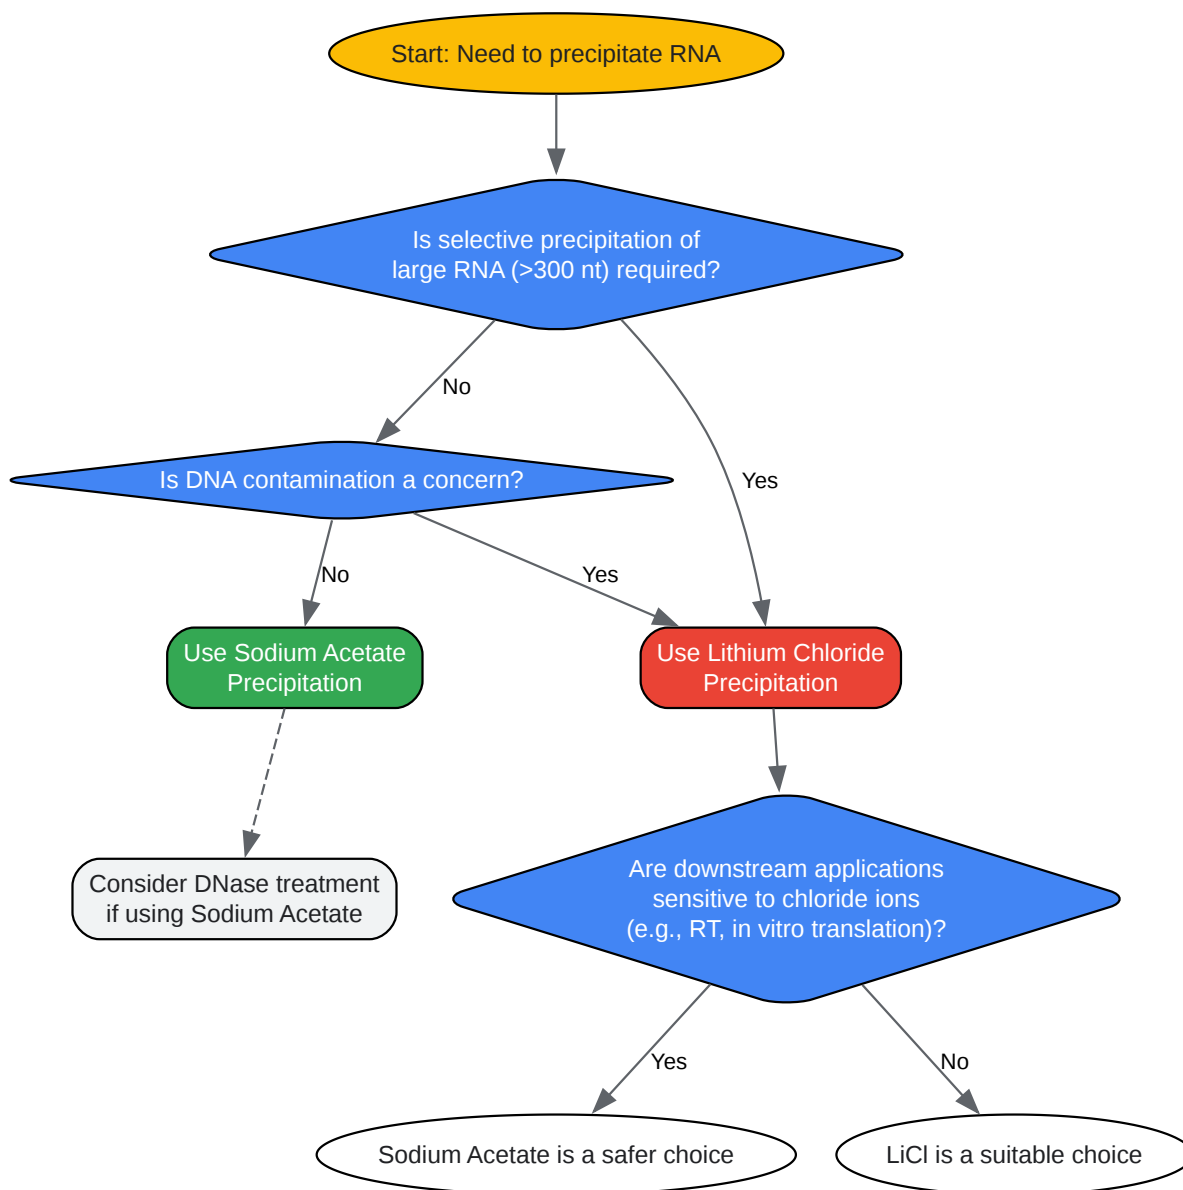 Start: Need to precipitate RNA
Is selective precipitation of
large RNA (>300 nt) required?
No
Yes
Is DNA contamination a concern?
No
Yes
Use Sodium Acetate
Precipitation
Use Lithium Chloride
Precipitation
Consider DNase treatment
if using Sodium Acetate
Are downstream applications
sensitive to chloride ions
(e.g., RT, in vitro translation)?
Yes
No
Sodium Acetate is a safer choice
LiCl is a suitable choice